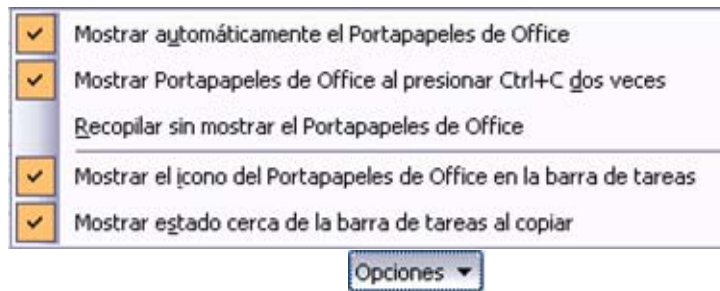 Mostrar automáticamente el Portapapeles de Office
Mostrar Portapapeles de Office al presionar Ctrl+C dos veces
Recopilar sin mostrar el Portapapeles de Office
Mostrar el icono del Portapapeles de Office en la barra de tareas
Mostrar estado cerca de la barra de tareas al copiar
Opciones